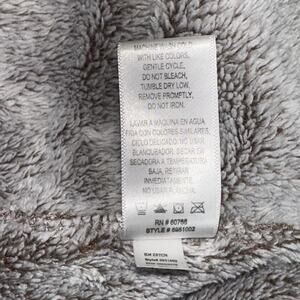 MACHINE WASH COLD
WITH LIKE COLORS,
GENTLE CYCLE,
DO NOT BLEACH,
TUMBLE DRY LOW,
REMOVE PROMPTLY,
DO NOT IRON.
LAVAR A MAQUINA EN AGUA
FRIA CON COLORES SIMILARES,
CICLO DELICADO, NO USAR
BLANQUEADOR, SECAR EN
SECADORA A TEMPERATURA
BAJA, RETIRAR
INMEDIATAMENTE
NO USAR PLANCHA.
RN # 60766
STYLE # 6951002